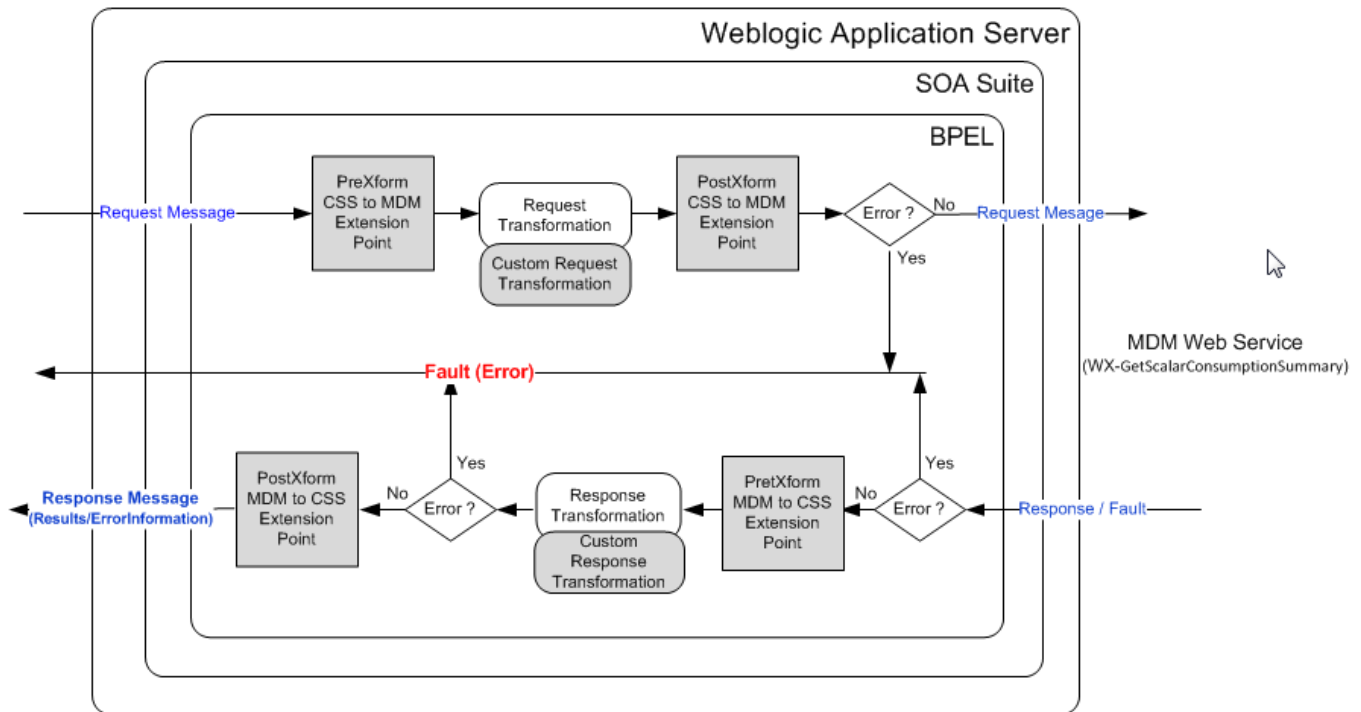 Weblogic Application Server
SOA Suite
BPEL
Request Message
PreXform
CSS to MDM
Extension
Point
Request
Transformation
Custom Request
Transformation
PostXform
CSS to MDM
Extension
Point
Error ?
No
Request Mesage
Yes
MDM Web Service
(WX-GetScalarConsumptionSummary)
Fault (Error)
Response Message
(Results/ErrorInformation)
PostXform
MDM to CSS
Extension
Point
No
Error ?
Yes
Response
Transformation
Custom
Response
Transformation
PretXform
MDM to CSS
Extension
Point
No
Error ?
Yes
Response / Fault